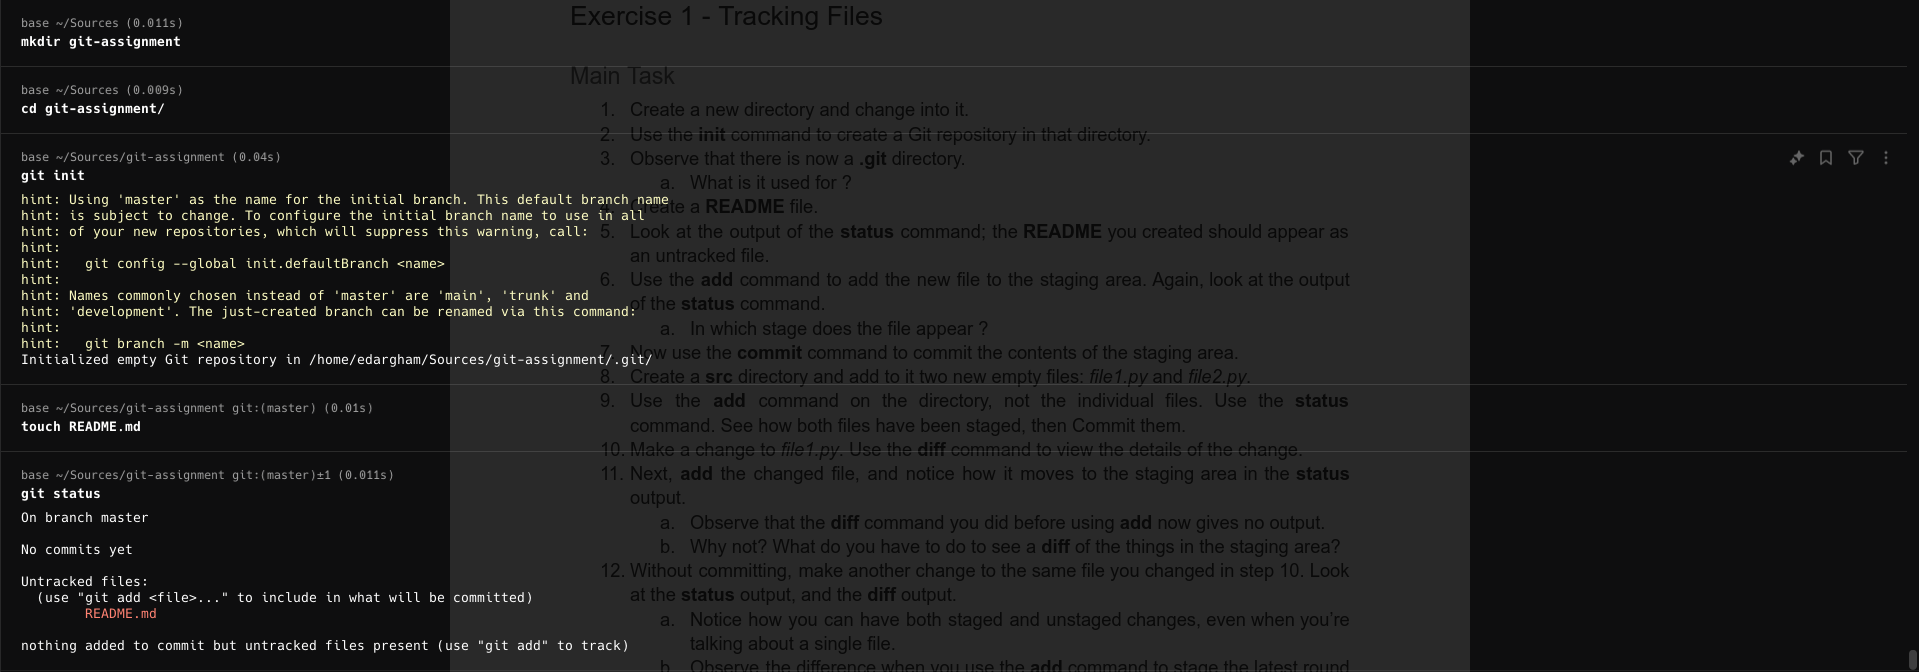 base ~/Sources (0.011s)
mkdir git-assignment
base ~/Sources (0.009s)
cd git-assignment/
base ~/Sources/git-assignment (0.04s)
git init
hint: Using 'master' as the name for the initial branch. This default branch name
hint: is subject to change. To configure the initial branch name to use in all
hint: of your new repositories, which will suppress this warning, call:
hint:
hint:   git config --global init.defaultBranch <name>
hint:
hint: Names commonly chosen instead of 'master' are 'main', 'trunk' and
hint: 'development'. The just-created branch can be renamed via this command:
hint:
hint:   git branch -m <name>
Initialized empty Git repository in /home/edargham/Sources/git-assignment/.git/
base ~/Sources/git-assignment git:(master) (0.01s)
touch README.md
base ~/Sources/git-assignment git:(master)±1 (0.011s)
git status
On branch master
No commits yet
Untracked files:
  (use "git add <file>..." to include in what will be committed)
        README.md
nothing added to commit but untracked files present (use "git add" to track)
Exercise 1 - Tracking Files
Main Task
1. Create a new directory and change into it.
2. Use the init command to create a Git repository in that directory.
3. Observe that there is now a .git directory.
a. What is it used for ?
4. Create a README file.
5. Look at the output of the status command; the README you created should appear as
an untracked file.
6. Use the add command to add the new file to the staging area. Again, look at the output
of the status command.
a. In which stage does the file appear ?
7. Now use the commit command to commit the contents of the staging area.
8. Create a src directory and add to it two new empty files: file1.py and file2.py.
9. Use the add command on the directory, not the individual files. Use the status
command. See how both files have been staged, then Commit them.
10. Make a change to file1.py. Use the diff command to view the details of the change.
11. Next, add the changed file, and notice how it moves to the staging area in the status
output.
a. Observe that the diff command you did before using add now gives no output.
b. Why not? What do you have to do to see a diff of the things in the staging area?
12. Without committing, make another change to the same file you changed in step 10. Look
at the status output, and the diff output.
a. Notice how you can have both staged and unstaged changes, even when you're
talking about a single file.
b. Observe the difference when you use the add command to stage the latest round